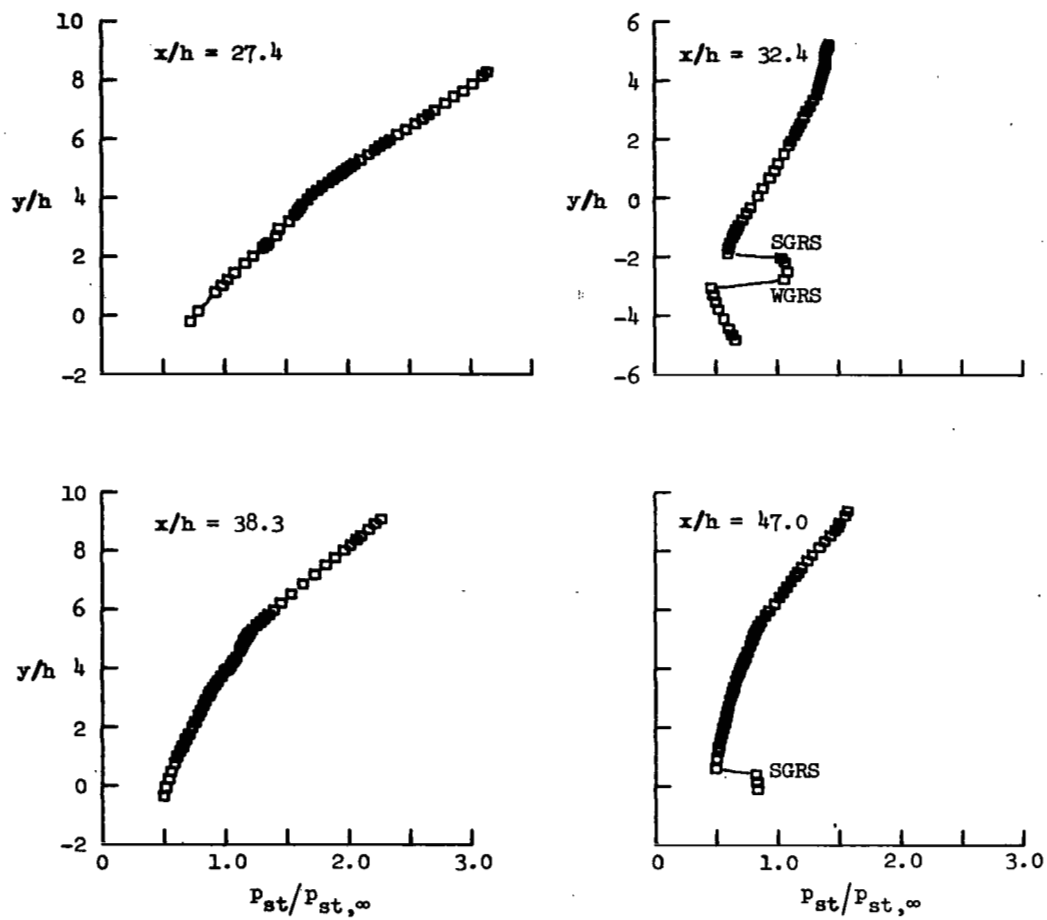 10
8
6
4
2
0
-2
y/h
x/h = 27.4
6
4
2
0
-2
-4
-6
y/h
x/h = 32.4
SGRS
WGRS
10
8
6
4
2
0
-2
y/h
x/h = 38.3
0 1.0 2.0 3.0
p_st/p_st,∞
x/h = 47.0
SGRS
0 1.0 2.0 3.0
p_st/p_st,∞